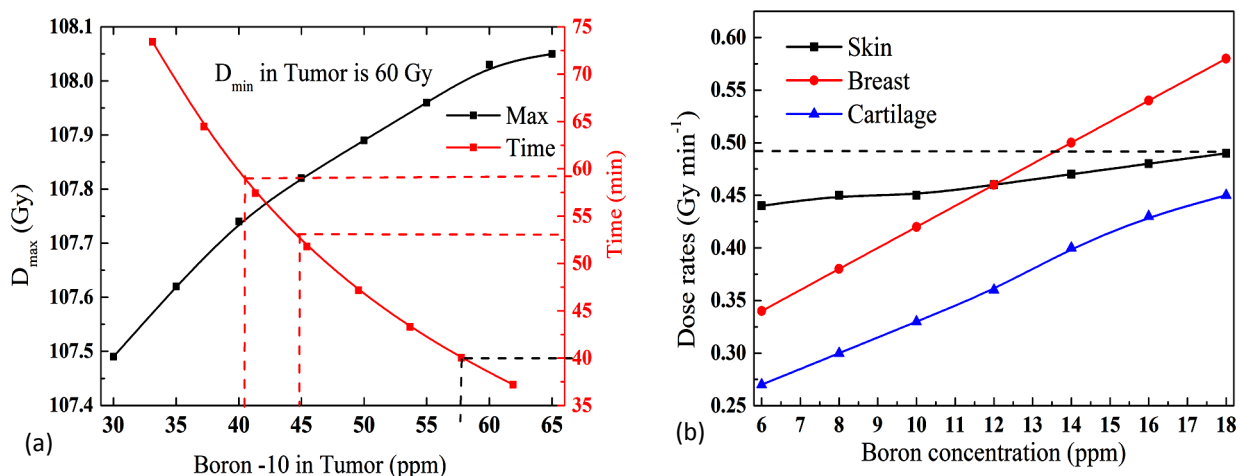 108.1
108.0
107.9
107.8
107.7
107.6
107.5
107.4
D_max (Gy)
D_min in Tumor is 60 Gy
Max
Time
75
70
65
60
55
50
45
40
35
Time (min)
30 35 40 45 50 55 60 65
Boron -10 in Tumor (ppm)
(a)
0.60
0.55
0.50
0.45
0.40
0.35
0.30
0.25
0.20
Dose rates (Gy min⁻¹)
Skin
Breast
Cartilage
6 7 8 9 10 11 12 13 14 15 16 17 18
Boron concentration (ppm)
(b)